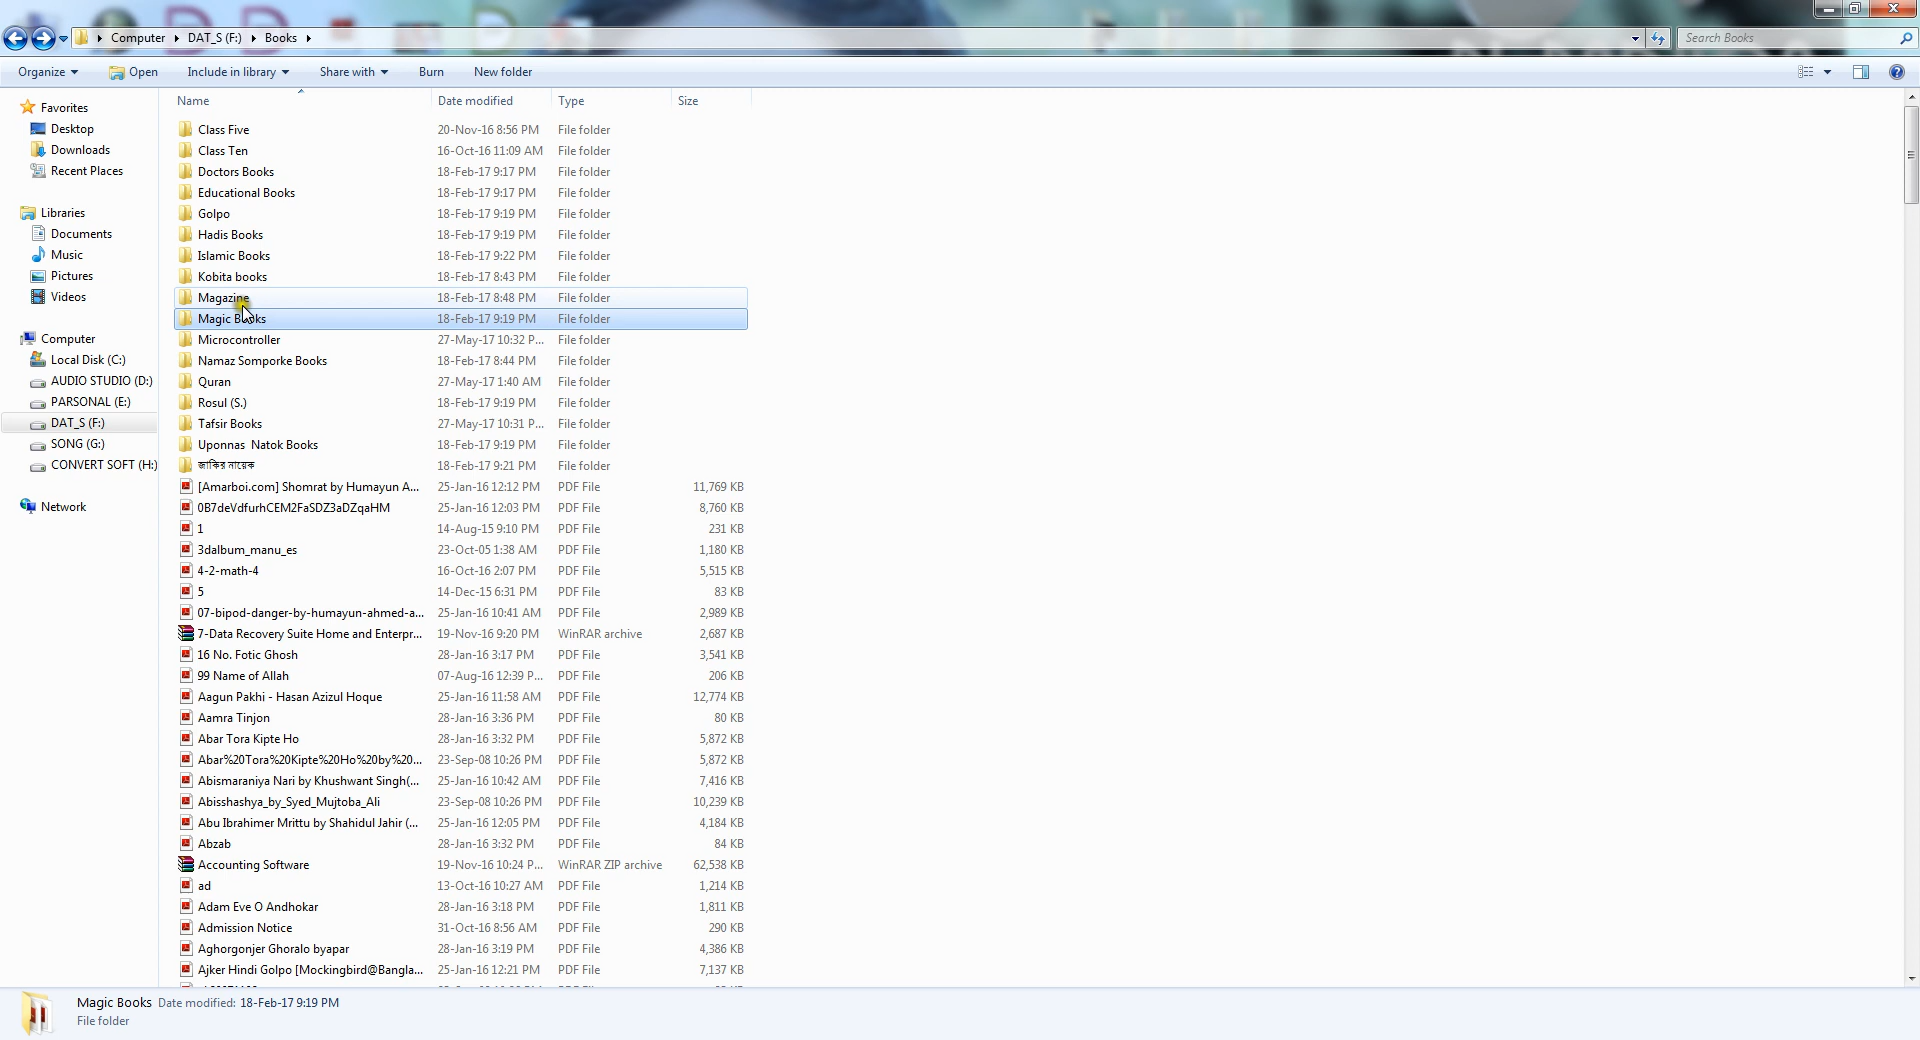 Computer DAT_S (F:) Books
Search Books
Organize Open Include in library Share with Burn New folder
Name Date modified Type Size
Favorites
Desktop
Downloads
Recent Places
Libraries
Documents
Music
Pictures
Videos
Computer
Local Disk (C:)
AUDIO STUDIO (D:)
PARSONAL (E:)
DAT_S (F:)
SONG (G:)
CONVERT SOFT (H:)
Network
Class Five 20-Nov-16 8:56 PM File folder
Class Ten 16-Oct-16 11:09 AM File folder
Doctors Books 18-Feb-17 9:17 PM File folder
Educational Books 18-Feb-17 9:17 PM File folder
Golpo 18-Feb-17 9:19 PM File folder
Hadis Books 18-Feb-17 9:19 PM File folder
Islamic Books 18-Feb-17 9:22 PM File folder
Kobita books 18-Feb-17 8:43 PM File folder
Magazine 18-Feb-17 8:48 PM File folder
Magic Books 18-Feb-17 9:19 PM File folder
Microcontroller 27-May-17 10:32 P... File folder
Namaz Somporke Books 18-Feb-17 8:44 PM File folder
Quran 27-May-17 1:40 AM File folder
Rosul (S.) 18-Feb-17 9:19 PM File folder
Tafsir Books 27-May-17 10:31 P... File folder
Uponnas Natok Books 18-Feb-17 9:19 PM File folder
জাকির নায়েক 18-Feb-17 9:21 PM File folder
[Amarboi.com] Shomrat by Humayun A... 25-Jan-16 12:12 PM PDF File 11,769 KB
0B7deVdfurhCEM2FaSDZ3aDZqaHM 25-Jan-16 12:03 PM PDF File 8,760 KB
1 14-Aug-15 9:10 PM PDF File 231 KB
3dalbum_manu_es 23-Oct-05 1:38 AM PDF File 1,180 KB
4-2-math-4 16-Oct-16 2:07 PM PDF File 5,515 KB
5 14-Dec-15 6:31 PM PDF File 83 KB
07-bipod-danger-by-humayun-ahmed-a... 25-Jan-16 10:41 AM PDF File 2,989 KB
7-Data Recovery Suite Home and Enterpr... 19-Nov-16 9:20 PM WinRAR archive 2,687 KB
16 No. Fotic Ghosh 28-Jan-16 3:17 PM PDF File 3,541 KB
99 Name of Allah 07-Aug-16 12:39 P... PDF File 206 KB
Aagun Pakhi - Hasan Azizul Hoque 25-Jan-16 11:58 AM PDF File 12,774 KB
Aamra Tinjon 28-Jan-16 3:36 PM PDF File 80 KB
Abar Tora Kipte Ho 28-Jan-16 3:32 PM PDF File 5,872 KB
Abar%20Tora%20Kipte%20Ho%20by%20... 23-Sep-08 10:26 PM PDF File 5,872 KB
Abismaraniya Nari by Khushwant Singh(... 25-Jan-16 10:42 AM PDF File 7,416 KB
Abisshashya_by_Syed_Mujtoba_Ali 23-Sep-08 10:26 PM PDF File 10,239 KB
Abu Ibrahimer Mrittu by Shahidul Jahir (... 25-Jan-16 12:05 PM PDF File 4,184 KB
Abzab 28-Jan-16 3:32 PM PDF File 84 KB
Accounting Software 19-Nov-16 10:24 P... WinRAR ZIP archive 62,538 KB
ad 13-Oct-16 10:27 AM PDF File 1,214 KB
Adam Eve O Andhokar 28-Jan-16 3:18 PM PDF File 1,811 KB
Admission Notice 31-Oct-16 8:56 AM PDF File 290 KB
Aghorgonjer Ghoralo byapar 28-Jan-16 3:19 PM PDF File 4,386 KB
Ajker Hindi Golpo [Mockingbird@Bangla... 25-Jan-16 12:21 PM PDF File 7,137 KB
Magic Books Date modified: 18-Feb-17 9:19 PM
File folder